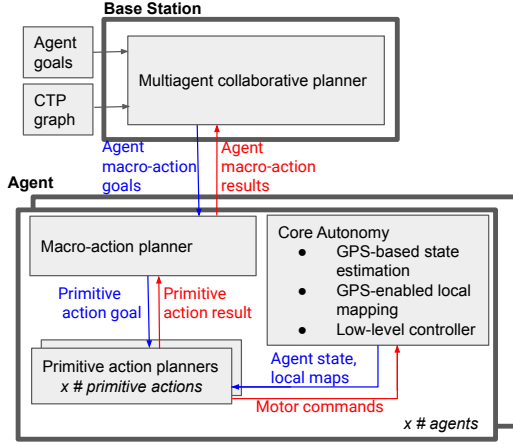 Base Station
Agent
goals
CTP
graph
Multiagent collaborative planner
Agent
macro-action
goals
Agent
macro-action
results
Agent
Macro-action planner
Core Autonomy
● GPS-based state
estimation
● GPS-enabled local
mapping
● Low-level controller
Primitive
action goal
Primitive
action result
Primitive action planners
x # primitive actions
Agent state,
local maps
Motor commands
x # agents